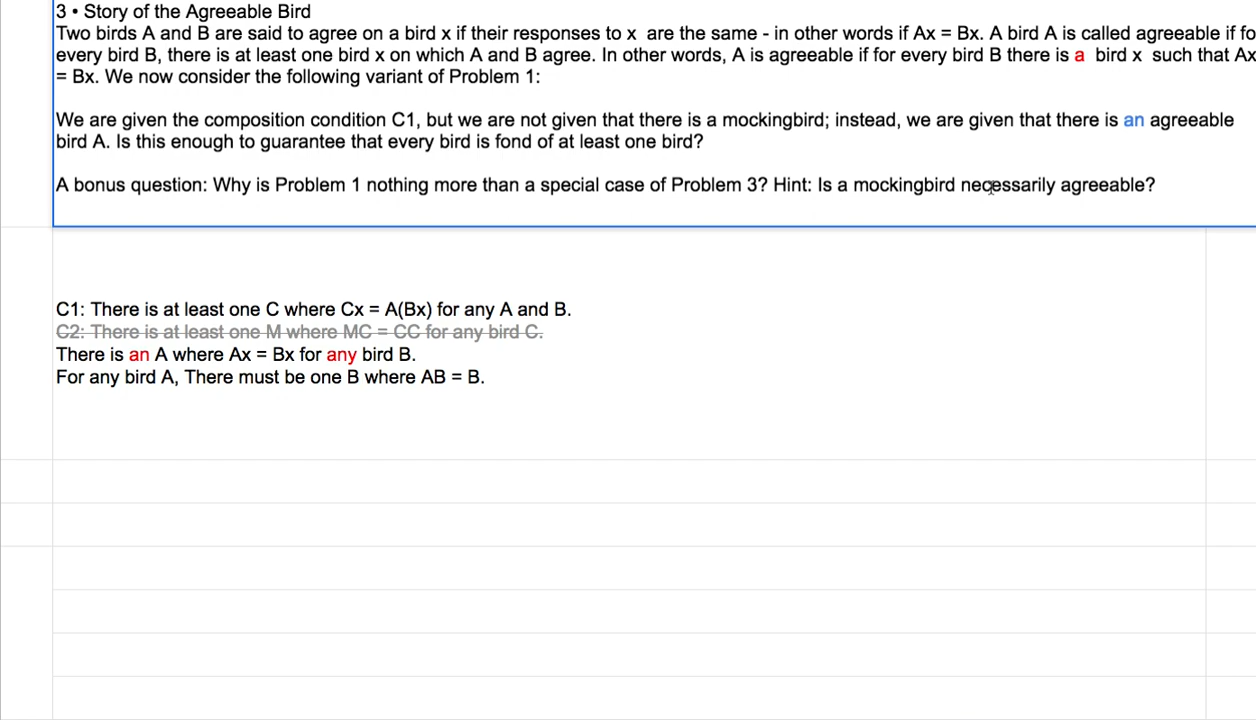 3 • Story of the Agreeable Bird
Two birds A and B are said to agree on a bird x if their responses to x are the same - in other words if Ax = Bx. A bird A is called agreeable if fo
every bird B, there is at least one bird x on which A and B agree. In other words, A is agreeable if for every bird B there is a bird x such that Ax
= Bx. We now consider the following variant of Problem 1:
We are given the composition condition C1, but we are not given that there is a mockingbird; instead, we are given that there is an agreeable
bird A. Is this enough to guarantee that every bird is fond of at least one bird?
A bonus question: Why is Problem 1 nothing more than a special case of Problem 3? Hint: Is a mockingbird necessarily agreeable?
C1: There is at least one C where Cx = A(Bx) for any A and B.
C2: There is at least one M where MC = CC for any bird C.
There is an A where Ax = Bx for any bird B.
For any bird A, There must be one B where AB = B.